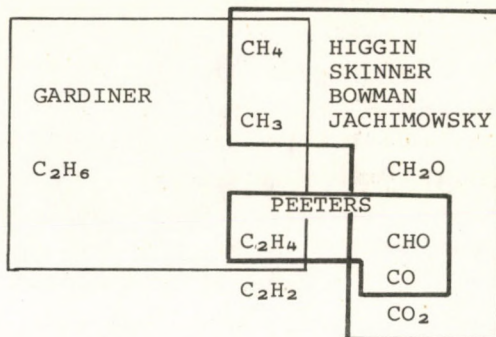 CH₄ HIGGIN
SKINNER
GARDINER BOWMAN
CH₃ JACHIMOWSKY
C₂H₆ CH₂O
PEETERS
C₂H₄ CHO
CO
C₂H₂
CO₂